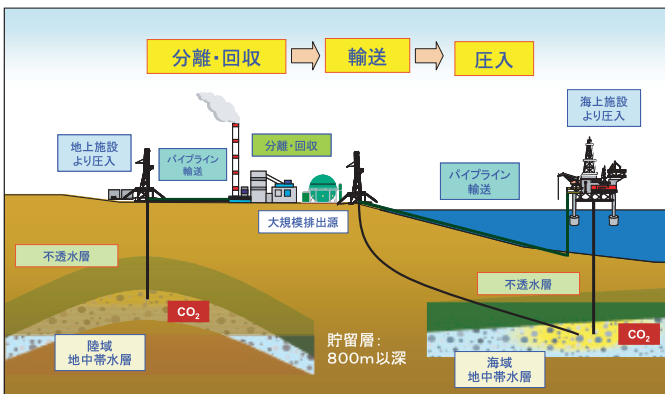 分離・回収
輸送
圧入
地上施設
より圧入
パイプライン
輸送
分離・回収
大規模排出源
パイプライン
輸送
海上施設
より圧入
不透水層
CO₂
陸域
地中帯水層
貯留層：
800m以深
不透水層
CO₂
海域
地中帯水層